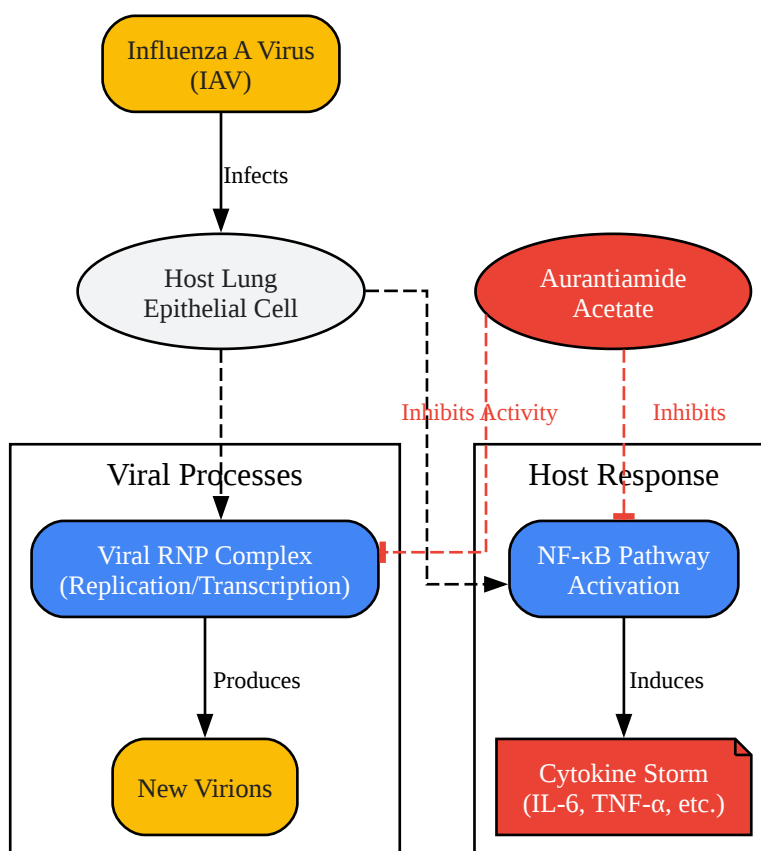 Influenza A Virus
(IAV)
Infects
Host Lung
Epithelial Cell
Aurantiamide
Acetate
Inhibits Activity
Inhibits
Viral Processes
Host Response
Viral RNP Complex
(Replication/Transcription)
NF-κB Pathway
Activation
Produces
Induces
New Virions
Cytokine Storm
(IL-6, TNF-α, etc.)